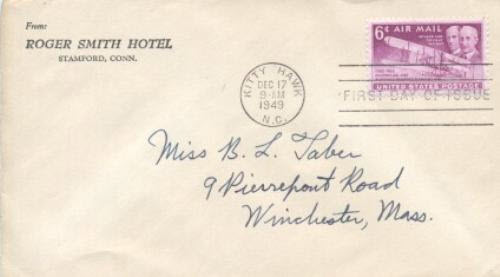 From:
ROGER SMITH HOTEL
STAMFORD, CONN.
6¢ AIR MAIL
UNITED STATES POSTAGE
KITTY HAWK
DEC 17
9-AM
1949
N.C.
FIRST DAY OF ISSUE
Miss B. L. Taber
9 Pierrepont Road
Winchester, Mass.